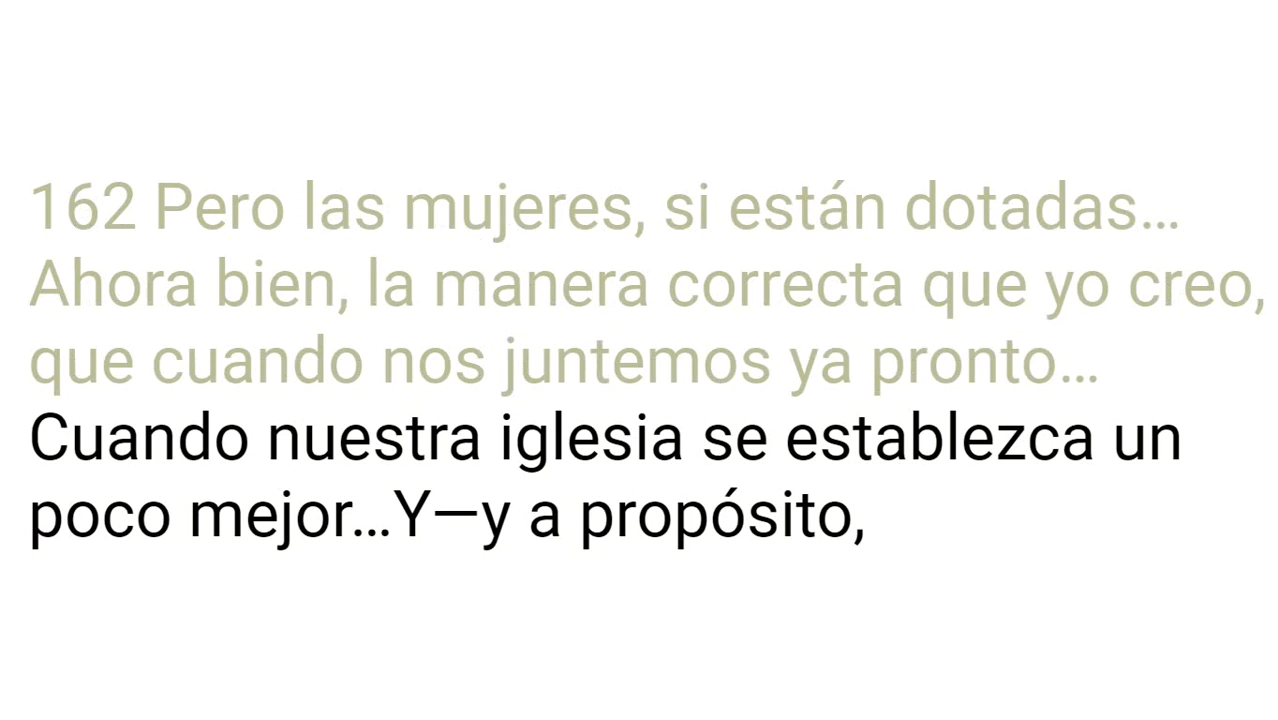 162 Pero las mujeres, si están dotadas…
Ahora bien, la manera correcta que yo creo,
que cuando nos juntemos ya pronto…
Cuando nuestra iglesia se establezca un
poco mejor…Y—y a propósito,